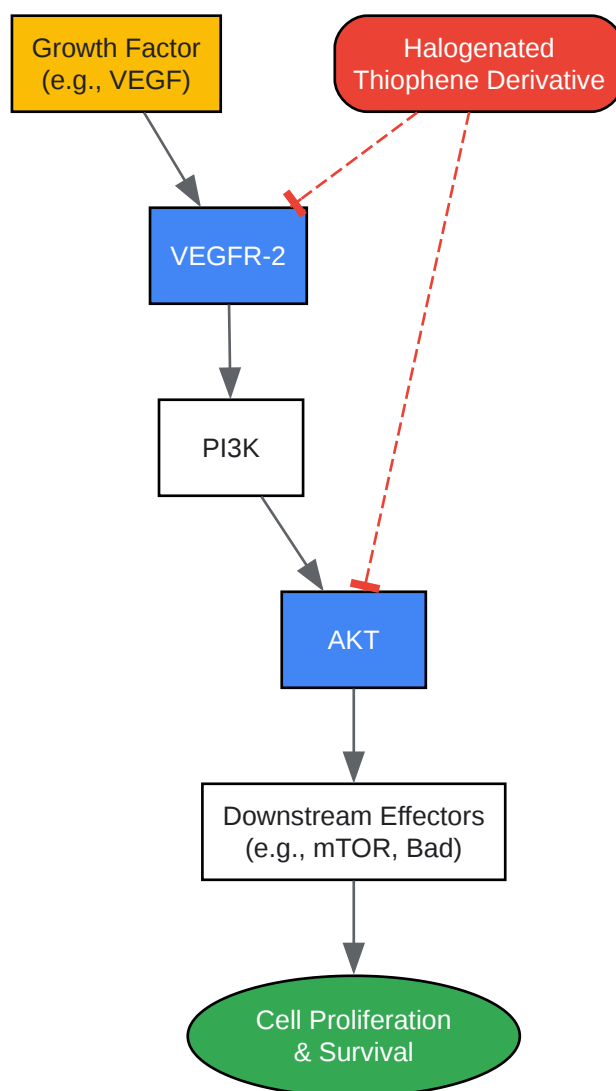 Growth Factor
(e.g., VEGF)
Halogenated
Thiophene Derivative
VEGFR-2
PI3K
AKT
Downstream Effectors
(e.g., mTOR, Bad)
Cell Proliferation
& Survival